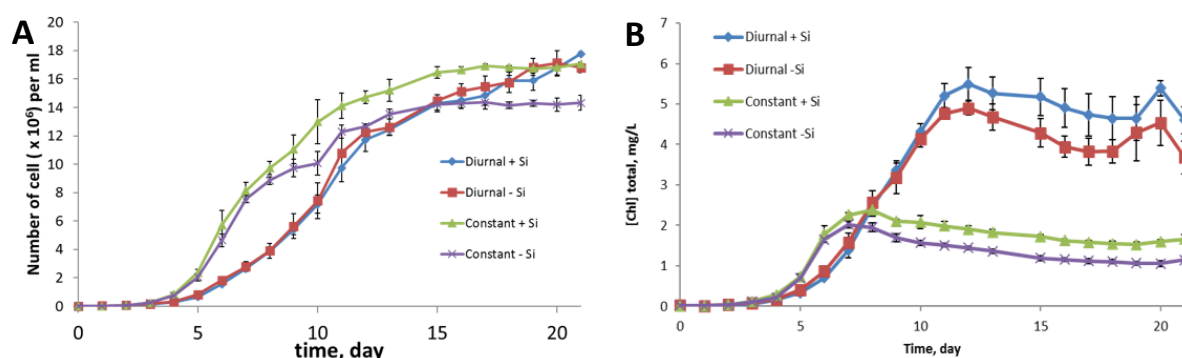 A
Number of cell ( x 10⁶) per ml
20
18
16
14
12
10
8
6
4
2
0
Diurnal + Si
Diurnal - Si
Constant + Si
Constant - Si
0 5 10 15 20
time, day
B
[Chl] total, mg/L
7
6
5
4
3
2
1
0
Diurnal + Si
Diurnal -Si
Constant + Si
Constant -Si
0 5 10 15 20
Time, day